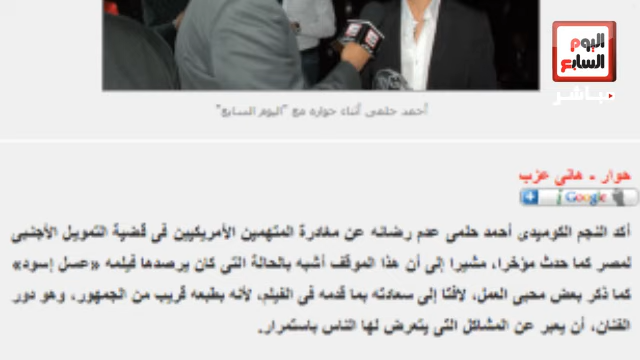 اليوم
السابع
مباشر
أحمد حلمى أثناء حواره مع "اليوم السابع"
حوار - هانى عزب
Google
أكد النجم الكوميدى أحمد حلمى عدم رضائه عن مغادرة المتهمين الأمريكيين فى قضية التمويل الأجنبى
لمصر كما حدث مؤخرا، مشيرا إلى أن هذا الموقف أشبه بالحالة التى كان يرصدها فيلمه «عسل إسود»
كما ذكر بعض محبى العمل، لافتا إلى سعادته بما قدمه فى الفيلم، لأنه بطبعه قريب من الجمهور، وهو دور
الفنان، أن يعبر عن المشاكل التى يتعرض لها الناس باستمرار.